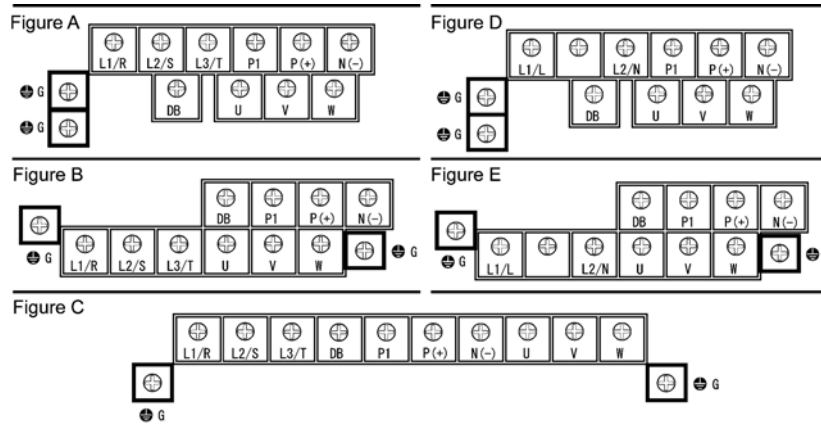 Figure A
L1/R L2/S L3/T P1 P(+) N(-)
G
DB U V W
G
Figure D
L1/L L2/N P1 P(+) N(-)
G
DB U V W
G
Figure B
DB P1 P(+) N(-)
G L1/R L2/S L3/T U V W G
Figure E
DB P1 P(+) N(-)
G L1/L L2/N U V W
Figure C
L1/R L2/S L3/T DB P1 P(+) N(-) U V W
G G